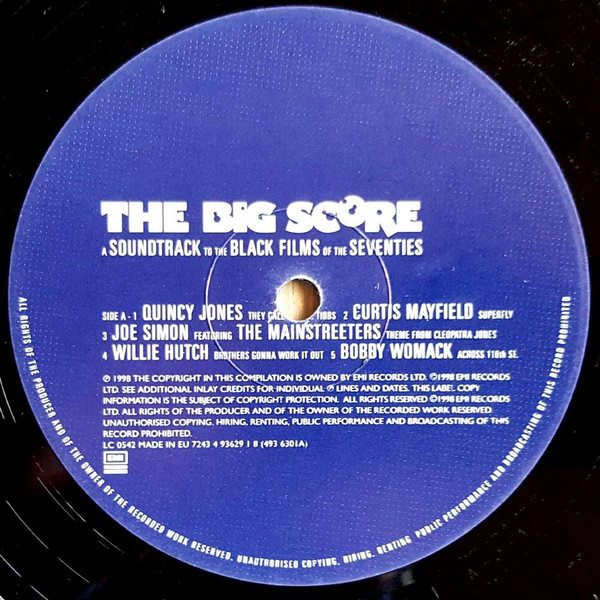 THE BIG SCORE
A SOUNDTRACK TO THE BLACK FILMS OF THE SEVENTIES
SIDE A - 1 QUINCY JONES THEY TIBBS 2 CURTIS MAYFIELD SUPERFLY
3 JOE SIMON FEATURING THE MAINSTREETERS THEME FROM CLEOPATRA JONES
4 WILLIE HUTCH BROTHERS GONNA WORK IT OUT 5 BOBBY WOMACK ACROSS 110th ST.
℗ 1998 THE COPYRIGHT IN THIS COMPILATION IS OWNED BY EMI RECORDS LTD. ©1998 EMI RECORDS
LTD. SEE ADDITIONAL INLAY CREDITS FOR INDIVIDUAL ℗ LINES AND DATES. THIS LABEL COPY
INFORMATION IS THE SUBJECT OF COPYRIGHT PROTECTION. ALL RIGHTS RESERVED ©1998 EMI RECORDS
LTD. ALL RIGHTS OF THE PRODUCER AND OF THE OWNER OF THE RECORDED WORK RESERVED.
UNAUTHORISED COPYING, HIRING, RENTING, PUBLIC PERFORMANCE AND BROADCASTING OF THIS
RECORD PROHIBITED.
LC 0542 MADE IN EU 7243 4 93629 1 8 (493 6301A)
EMI
ALL RIGHTS OF THE PRODUCER AND OF THE OWNER OF THE RECORDED WORK RESERVED. UNAUTHORISED COPYING, HIRING, RENTING PUBLIC PERFORMANCE AND BROADCASTING OF THIS RECORD PROHIBITED